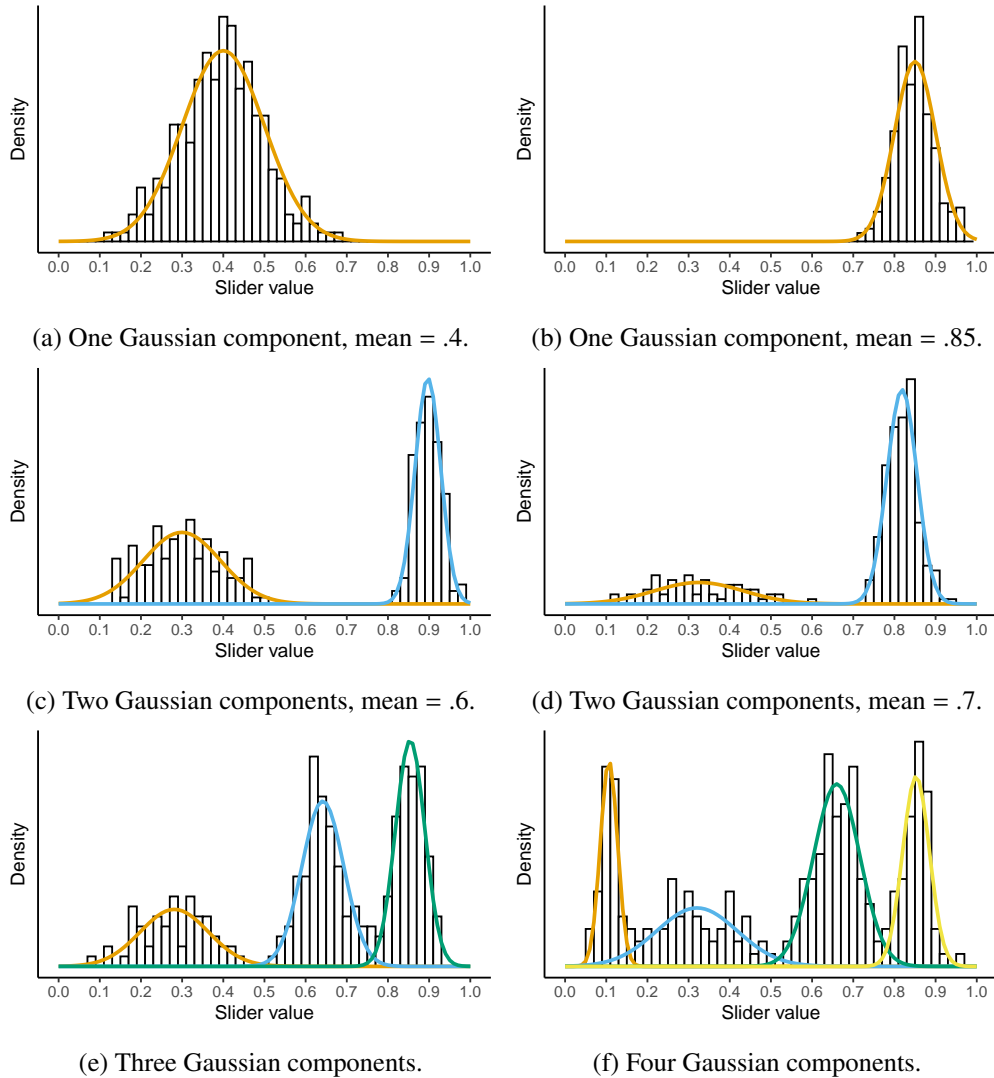 Density
0.0 0.1 0.2 0.3 0.4 0.5 0.6 0.7 0.8 0.9 1.0
Slider value
(a) One Gaussian component, mean = .4.
Density
0.0 0.1 0.2 0.3 0.4 0.5 0.6 0.7 0.8 0.9 1.0
Slider value
(b) One Gaussian component, mean = .85.
Density
0.0 0.1 0.2 0.3 0.4 0.5 0.6 0.7 0.8 0.9 1.0
Slider value
(c) Two Gaussian components, mean = .6.
Density
0.0 0.1 0.2 0.3 0.4 0.5 0.6 0.7 0.8 0.9 1.0
Slider value
(d) Two Gaussian components, mean = .7.
Density
0.0 0.1 0.2 0.3 0.4 0.5 0.6 0.7 0.8 0.9 1.0
Slider value
(e) Three Gaussian components.
Density
0.0 0.1 0.2 0.3 0.4 0.5 0.6 0.7 0.8 0.9 1.0
Slider value
(f) Four Gaussian components.